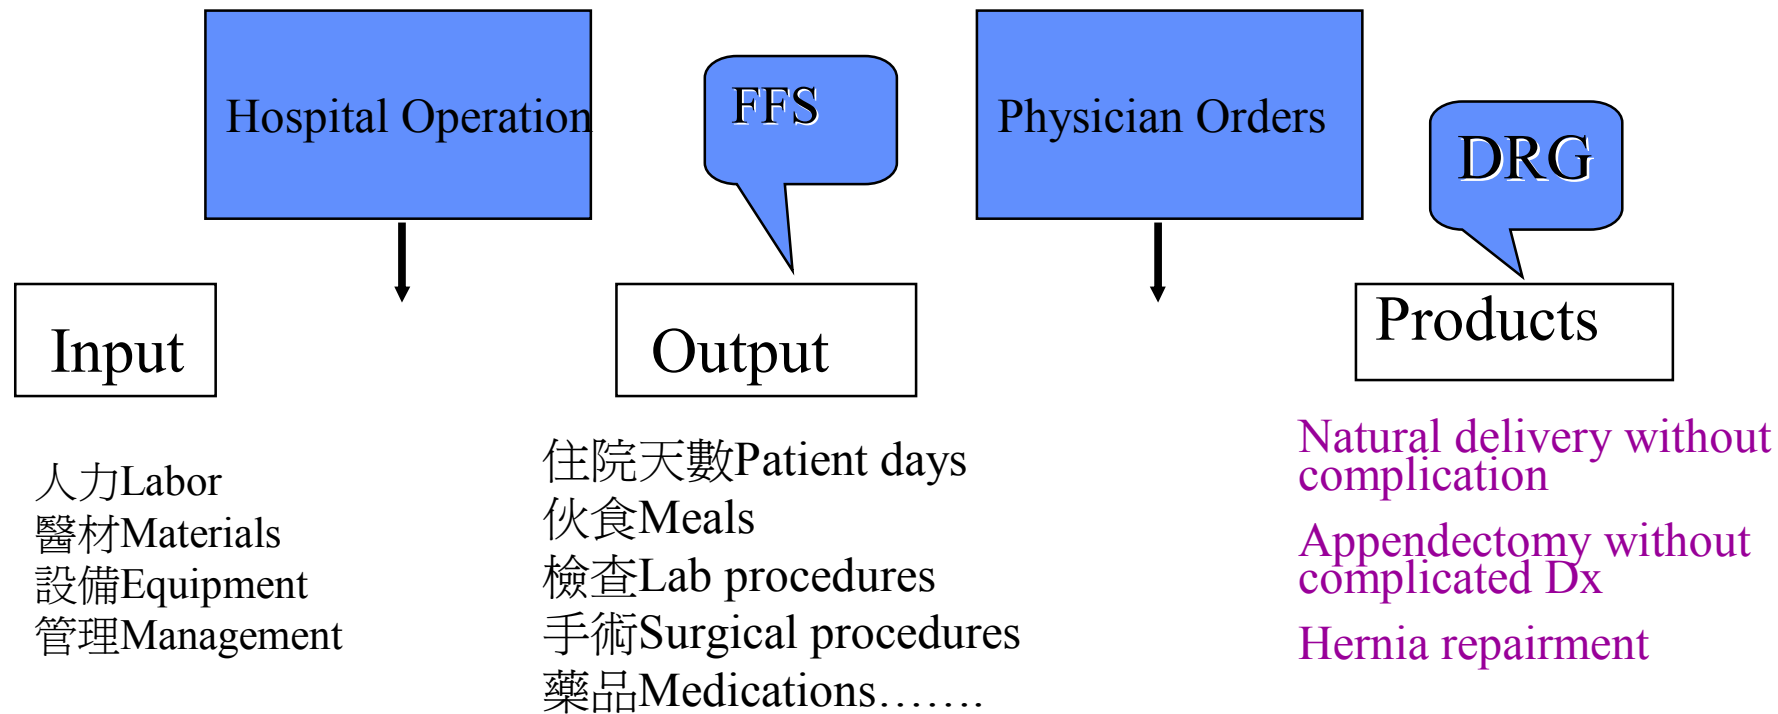 Hospital Operation
FFS
Physician Orders
DRG
Input
Output
Products
人力Labor
醫材Materials
設備Equipment
管理Management
住院天數Patient days
伙食Meals
檢查Lab procedures
手術Surgical procedures
藥品Medications…….
Natural delivery without
complication
Appendectomy without
complicated Dx
Hernia repairment